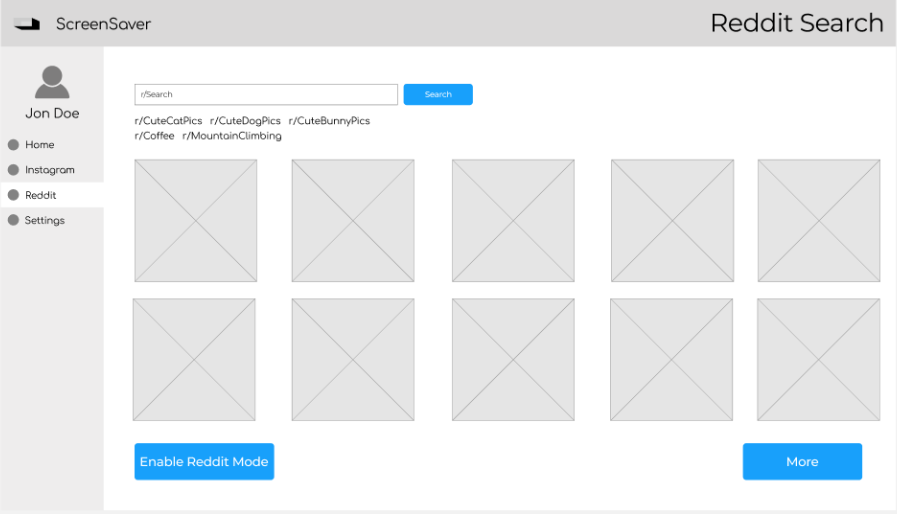 ScreenSaver
Reddit Search
Jon Doe
Home
Instagram
Reddit
Settings
r/Search
Search
r/CuteCatPics r/CuteDogPics r/CuteBunnyPics
r/Coffee r/MountainClimbing
Enable Reddit Mode
More